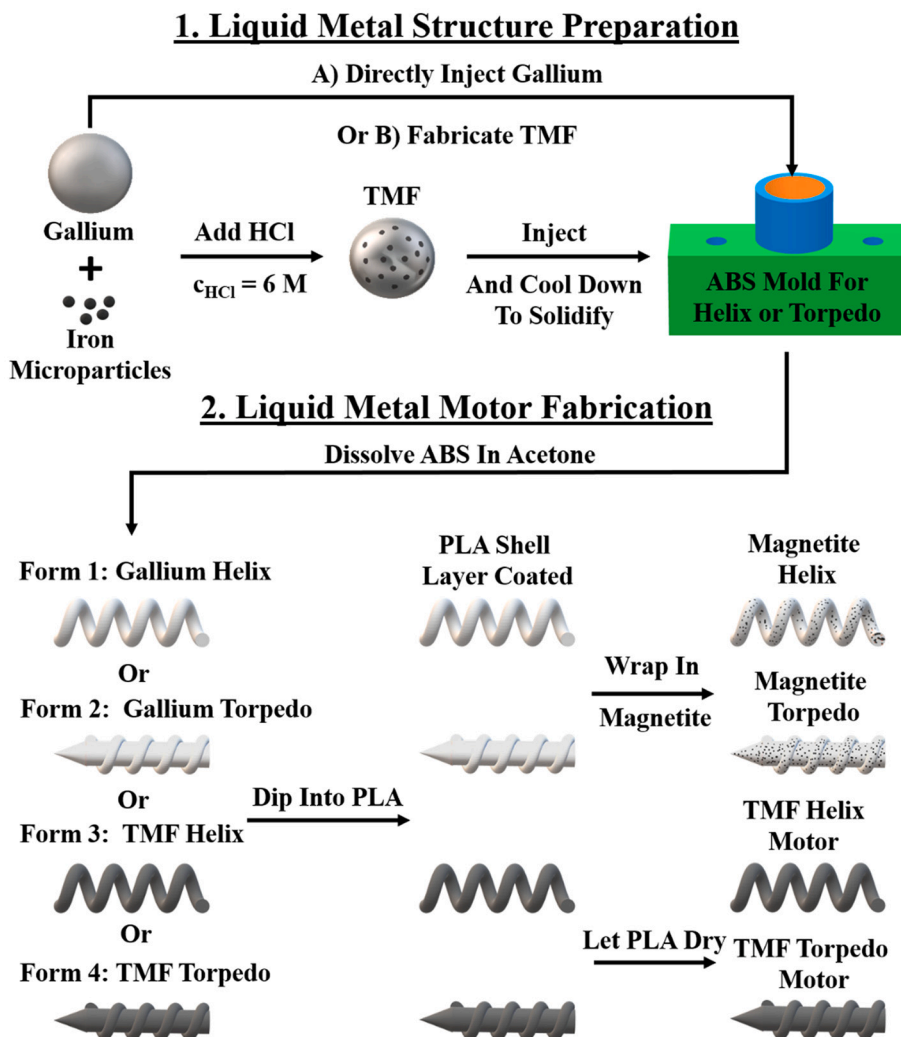 1. Liquid Metal Structure Preparation
A) Directly Inject Gallium
Or B) Fabricate TMF
Gallium
+
Iron
Microparticles
Add HCl
cHCl = 6 M
TMF
Inject
And Cool Down
To Solidify
ABS Mold For
Helix or Torpedo
2. Liquid Metal Motor Fabrication
Dissolve ABS In Acetone
Form 1: Gallium Helix
Or
Form 2: Gallium Torpedo
Or
Form 3: TMF Helix
Or
Form 4: TMF Torpedo
Dip Into PLA
PLA Shell
Layer Coated
Wrap In
Magnetite
Let PLA Dry
Magnetite
Helix
Magnetite
Torpedo
TMF Helix
Motor
TMF Torpedo
Motor